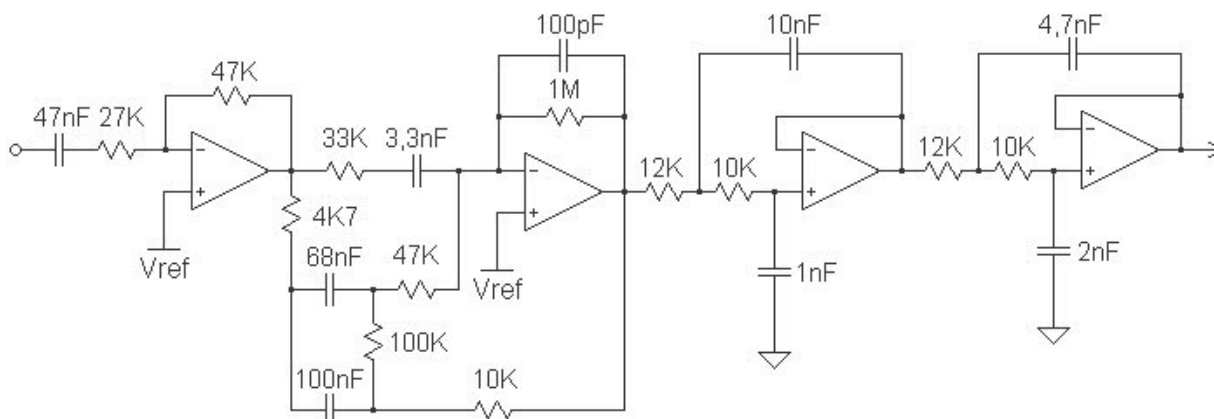 100pF
10nF
4,7nF
47K
1M
47nF
27K
33K
3,3nF
12K
10K
12K
10K
4K7
Vref
68nF
47K
Vref
1nF
2nF
100K
100nF
10K